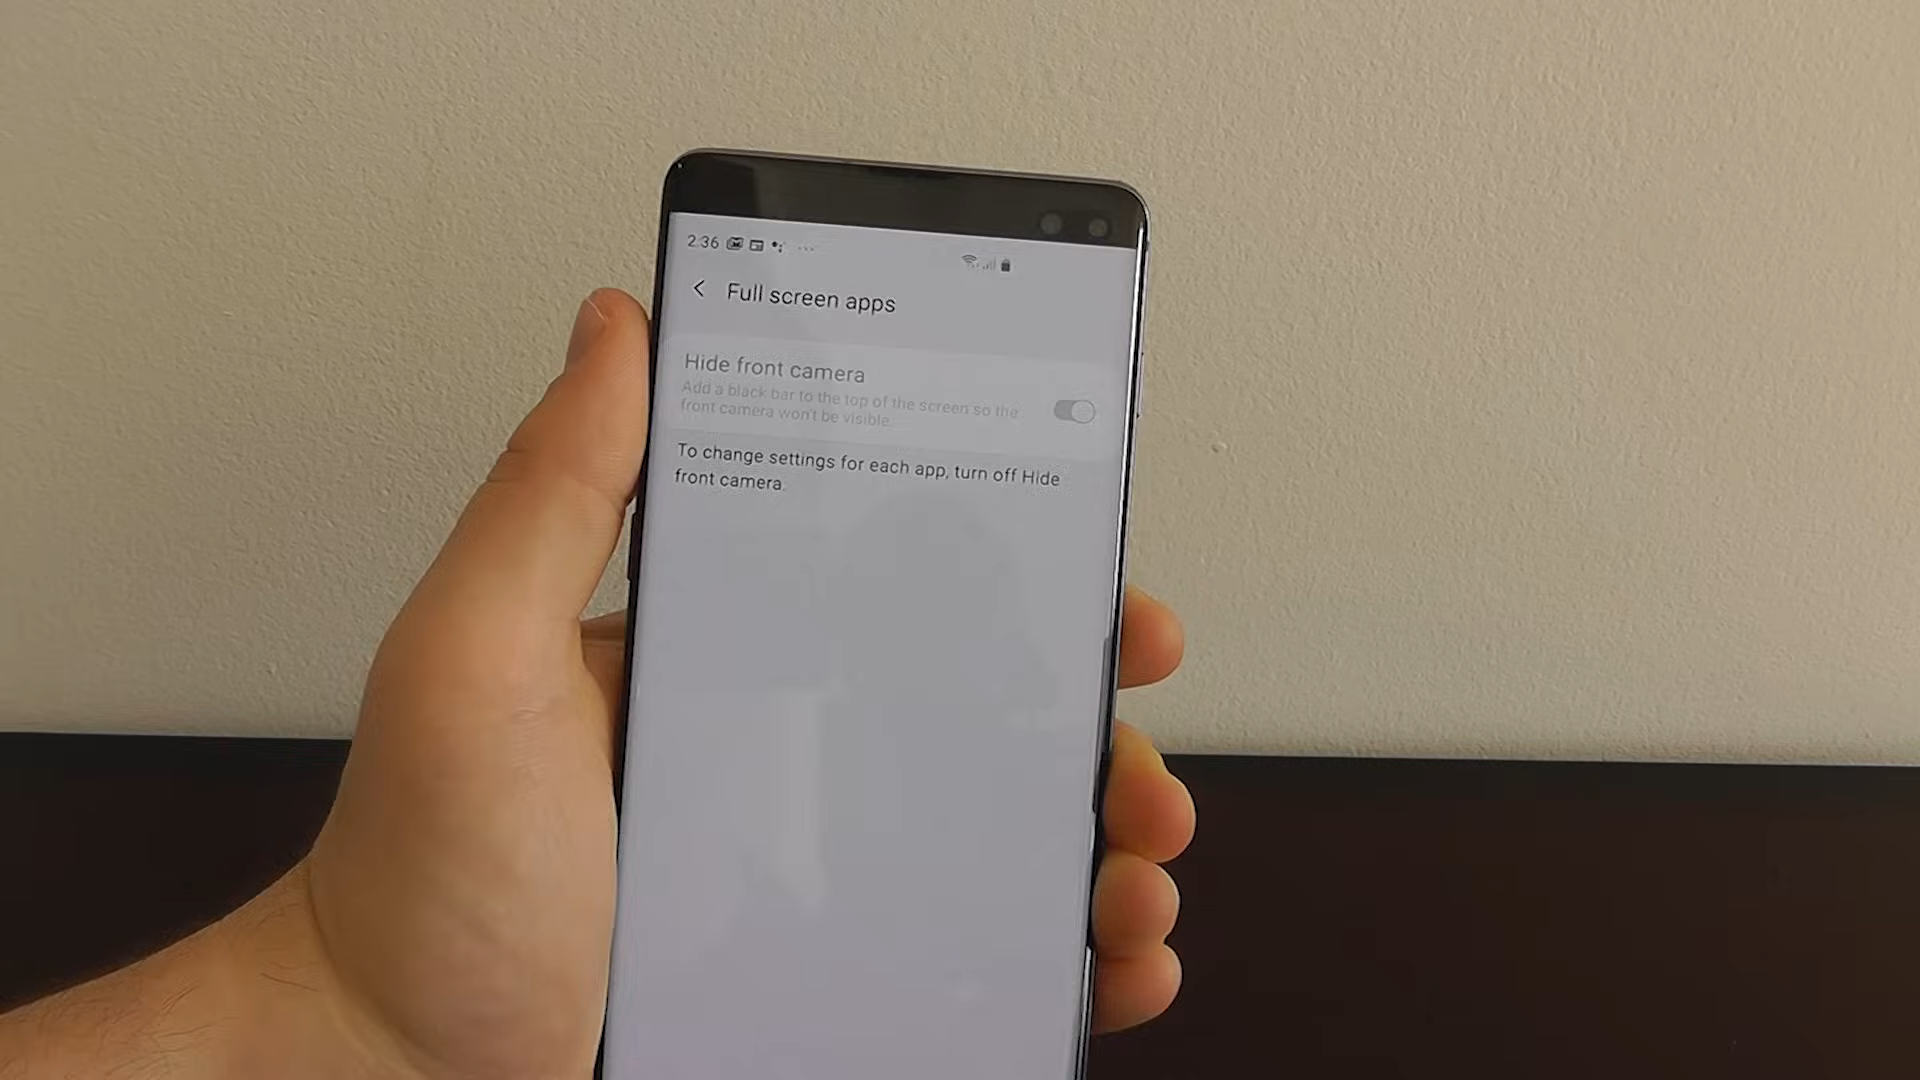 2:36
Full screen apps
Hide front camera
Add a black bar to the top of the screen so the
front camera won't be visible.
To change settings for each app, turn off Hide
front camera.